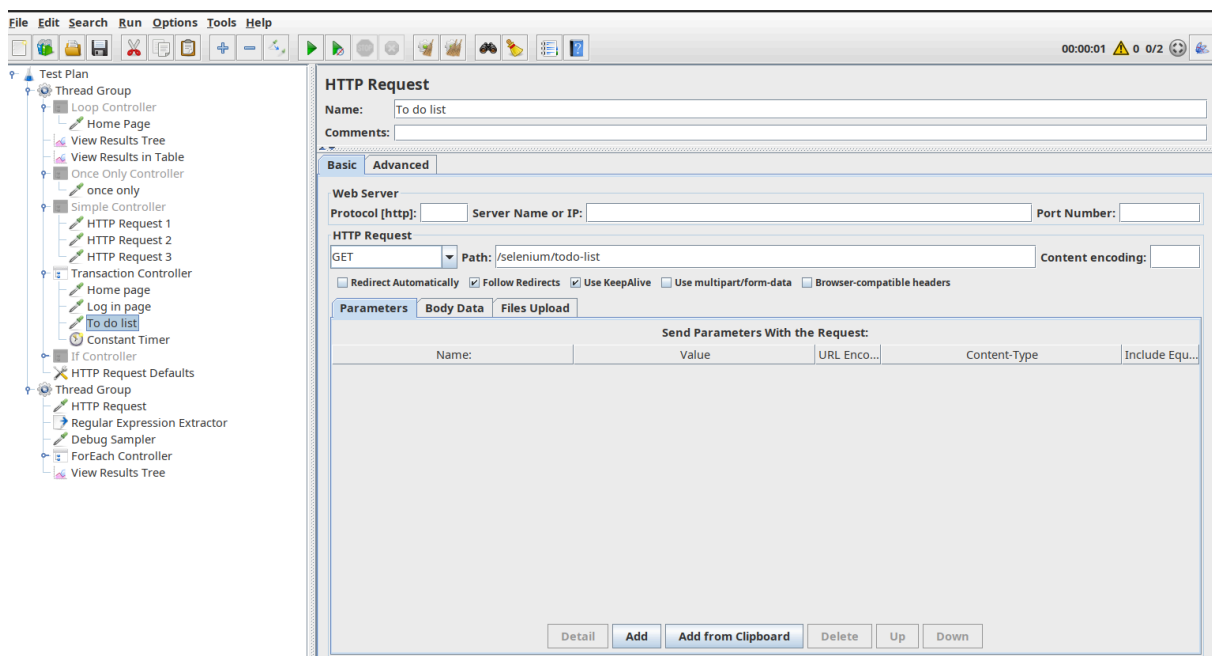 File Edit Search Run Options Tools Help
00:00:01 0 0/2
Test Plan
Thread Group
Loop Controller
Home Page
View Results Tree
View Results in Table
Once Only Controller
once only
Simple Controller
HTTP Request 1
HTTP Request 2
HTTP Request 3
Transaction Controller
Home page
Log in page
To do list
Constant Timer
If Controller
HTTP Request Defaults
Thread Group
HTTP Request
Regular Expression Extractor
Debug Sampler
ForEach Controller
View Results Tree
HTTP Request
Name: To do list
Comments:
Basic Advanced
Web Server
Protocol [http]: Server Name or IP: Port Number:
HTTP Request
GET Path: /selenium/todo-list Content encoding:
Redirect Automatically Follow Redirects Use KeepAlive Use multipart/form-data Browser-compatible headers
Parameters Body Data Files Upload
Send Parameters With the Request:
Name: Value URL Enco... Content-Type Include Equ...
Detail Add Add from Clipboard Delete Up Down